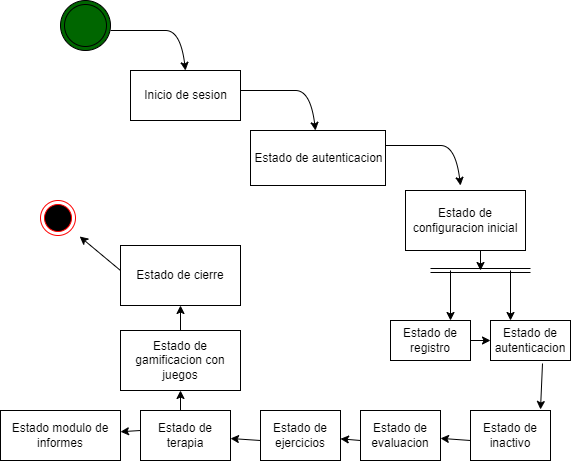 Inicio de sesion
Estado de autenticacion
Estado de
configuracion inicial
Estado de cierre
Estado de
registro
Estado de
autenticacion
Estado de
gamificacion con
juegos
Estado modulo de
informes
Estado de
terapia
Estado de
ejercicios
Estado de
evaluacion
Estado de
inactivo